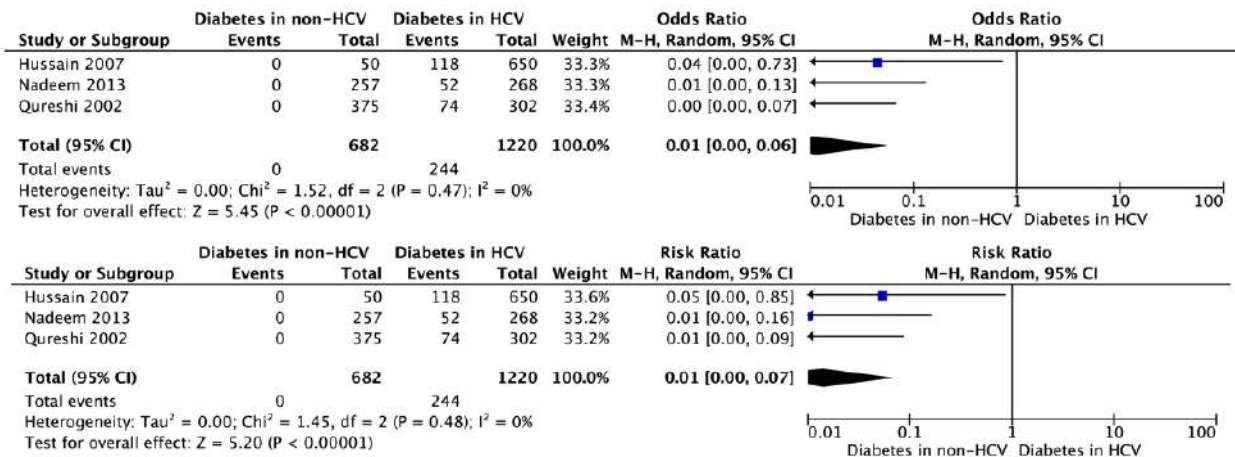 Diabetes in non-HCV Diabetes in HCV Odds Ratio Odds Ratio
Study or Subgroup Events Total Events Total Weight M-H, Random, 95% CI M-H, Random, 95% CI
Hussain 2007 0 50 118 650 33.3% 0.04 [0.00, 0.73]
Nadeem 2013 0 257 52 268 33.3% 0.01 [0.00, 0.13]
Qureshi 2002 0 375 74 302 33.4% 0.00 [0.00, 0.07]
Total (95% CI) 682 1220 100.0% 0.01 [0.00, 0.06]
Total events 0 244
Heterogeneity: Tau² = 0.00; Chi² = 1.52, df = 2 (P = 0.47); I² = 0%
Test for overall effect: Z = 5.45 (P < 0.00001)
0.01 0.1 1 10 100
Diabetes in non-HCV Diabetes in HCV
Diabetes in non-HCV Diabetes in HCV Risk Ratio Risk Ratio
Study or Subgroup Events Total Events Total Weight M-H, Random, 95% CI M-H, Random, 95% CI
Hussain 2007 0 50 118 650 33.6% 0.05 [0.00, 0.85]
Nadeem 2013 0 257 52 268 33.2% 0.01 [0.00, 0.16]
Qureshi 2002 0 375 74 302 33.2% 0.01 [0.00, 0.09]
Total (95% CI) 682 1220 100.0% 0.01 [0.00, 0.07]
Total events 0 244
Heterogeneity: Tau² = 0.00; Chi² = 1.45, df = 2 (P = 0.48); I² = 0%
Test for overall effect: Z = 5.20 (P < 0.00001)
0.01 0.1 1 10 100
Diabetes in non-HCV Diabetes in HCV